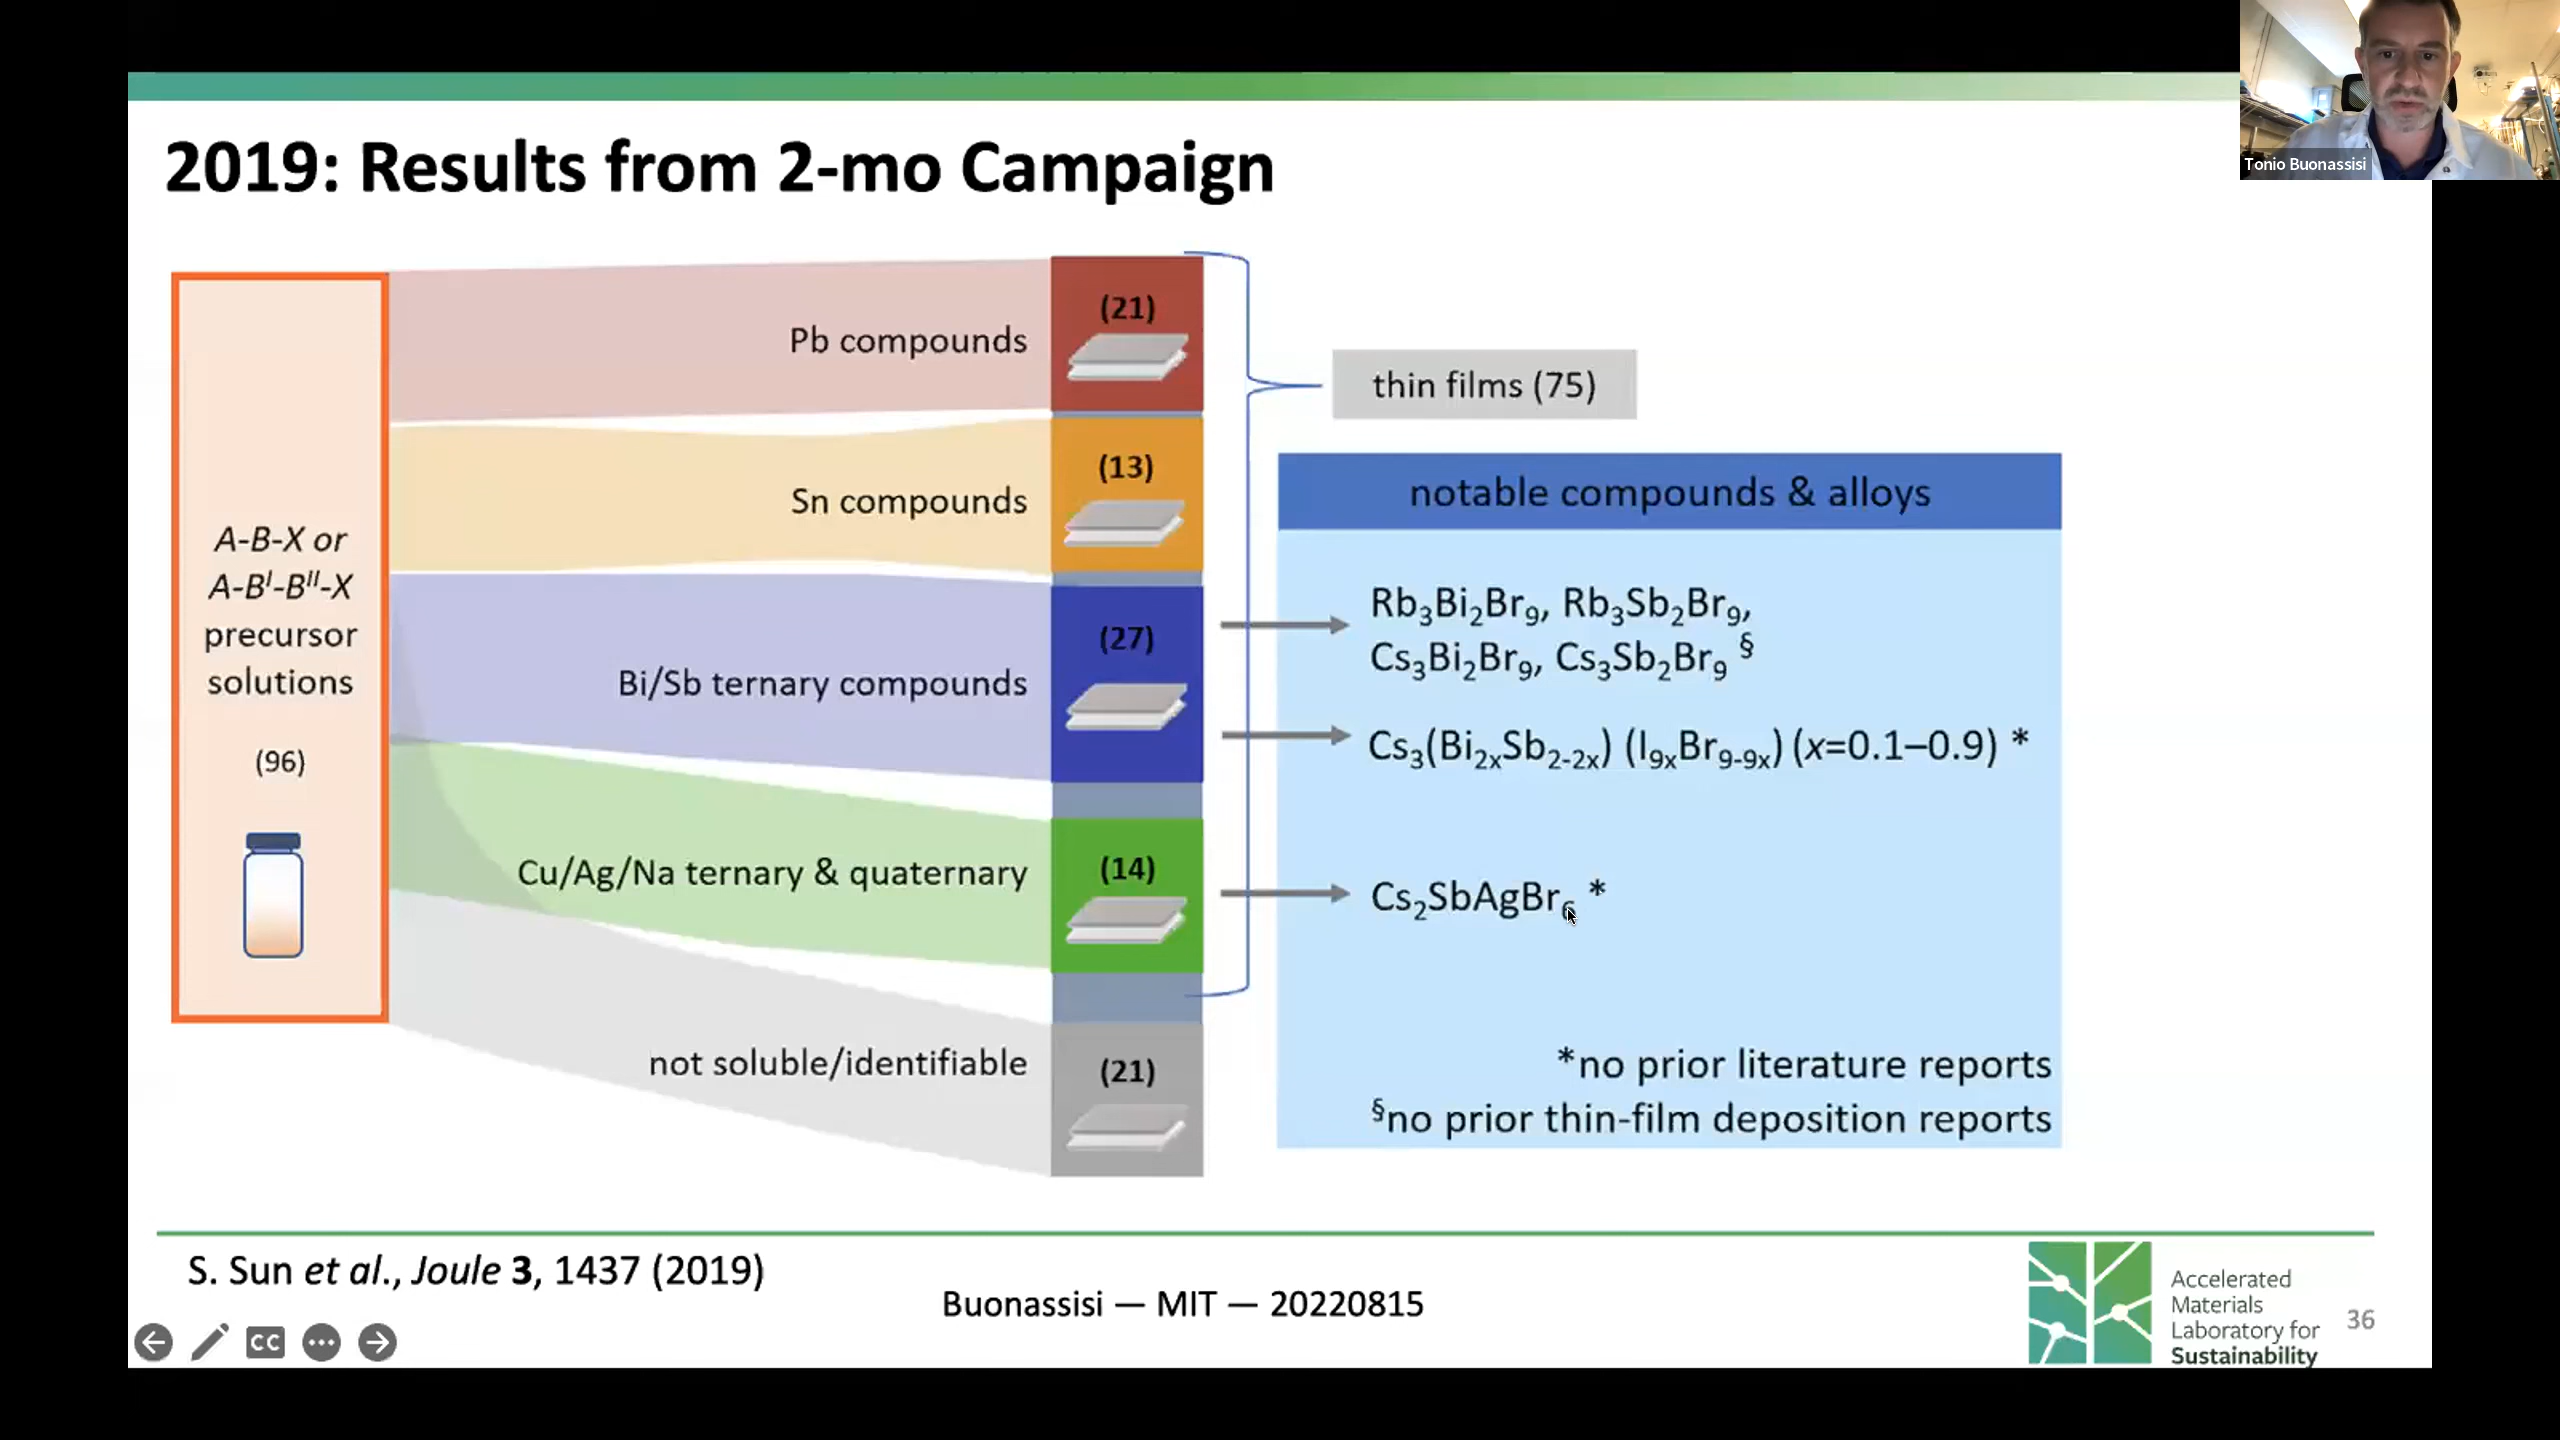 Tonio Buonassisi
2019: Results from 2-mo Campaign
A-B-X or
A-Bᴵ-Bᴵᴵ-X
precursor
solutions
(96)
Pb compounds
(21)
Sn compounds
(13)
Bi/Sb ternary compounds
(27)
Cu/Ag/Na ternary & quaternary
(14)
not soluble/identifiable
(21)
thin films (75)
notable compounds & alloys
Rb₃Bi₂Br₉, Rb₃Sb₂Br₉,
Cs₃Bi₂Br₉, Cs₃Sb₂Br₉ §
Cs₃(Bi₂ₓSb₂₋₂ₓ) (I₉ₓBr₉₋₉ₓ) (x=0.1–0.9) *
Cs₂SbAgBr₆ *
*no prior literature reports
§no prior thin-film deposition reports
S. Sun et al., Joule 3, 1437 (2019)
Buonassisi — MIT — 20220815
Accelerated
Materials
Laboratory for
Sustainability
36
CC